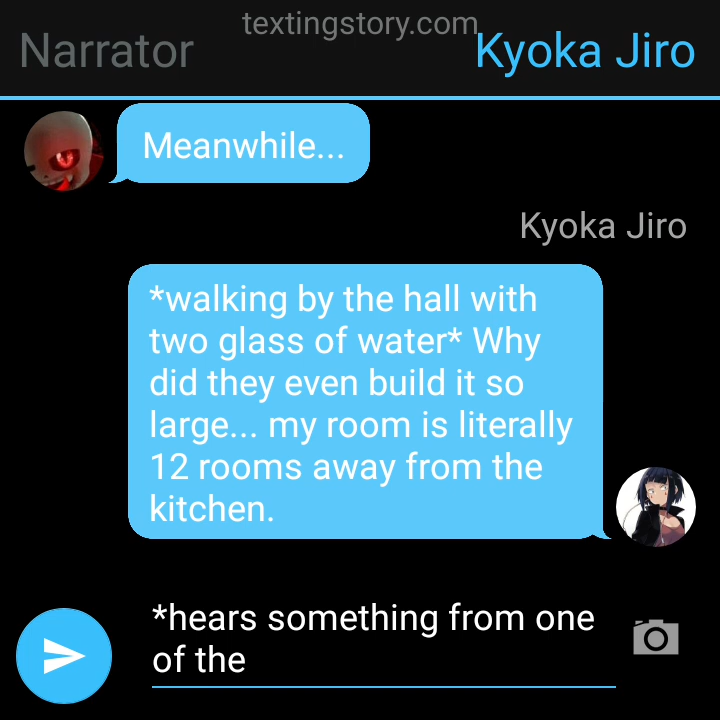 textingstory.com
Narrator
Kyoka Jiro
Meanwhile...
Kyoka Jiro
*walking by the hall with
two glass of water* Why
did they even build it so
large... my room is literally
12 rooms away from the
kitchen.
*hears something from one
of the